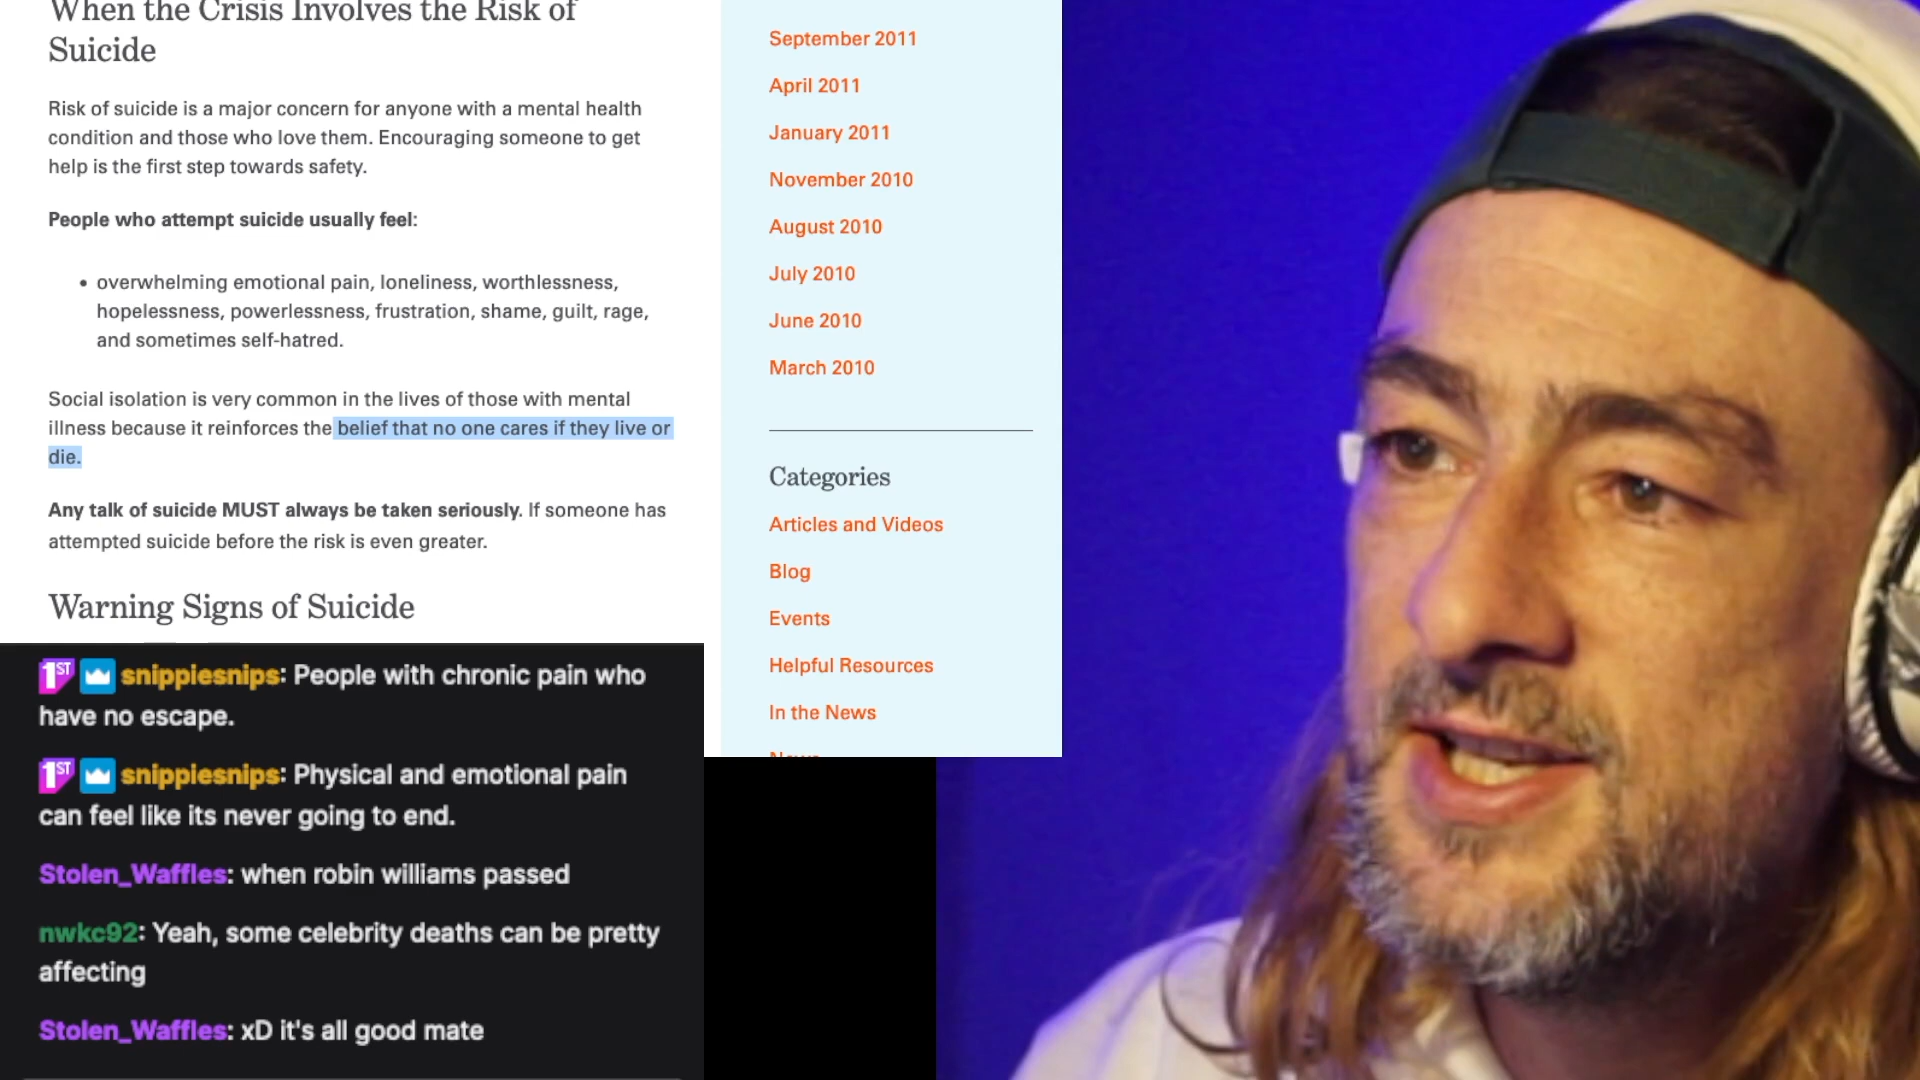 When the Crisis Involves the Risk of
Suicide
Risk of suicide is a major concern for anyone with a mental health
condition and those who love them. Encouraging someone to get
help is the first step towards safety.
People who attempt suicide usually feel:
• overwhelming emotional pain, loneliness, worthlessness,
hopelessness, powerlessness, frustration, shame, guilt, rage,
and sometimes self-hatred.
Social isolation is very common in the lives of those with mental
illness because it reinforces the belief that no one cares if they live or
die.
Any talk of suicide MUST always be taken seriously. If someone has
attempted suicide before the risk is even greater.
Warning Signs of Suicide
September 2011
April 2011
January 2011
November 2010
August 2010
July 2010
June 2010
March 2010
Categories
Articles and Videos
Blog
Events
Helpful Resources
In the News
1ST snippiesnips: People with chronic pain who
have no escape.
1ST snippiesnips: Physical and emotional pain
can feel like its never going to end.
Stolen_Waffles: when robin williams passed
nwkc92: Yeah, some celebrity deaths can be pretty
affecting
Stolen_Waffles: xD it's all good mate